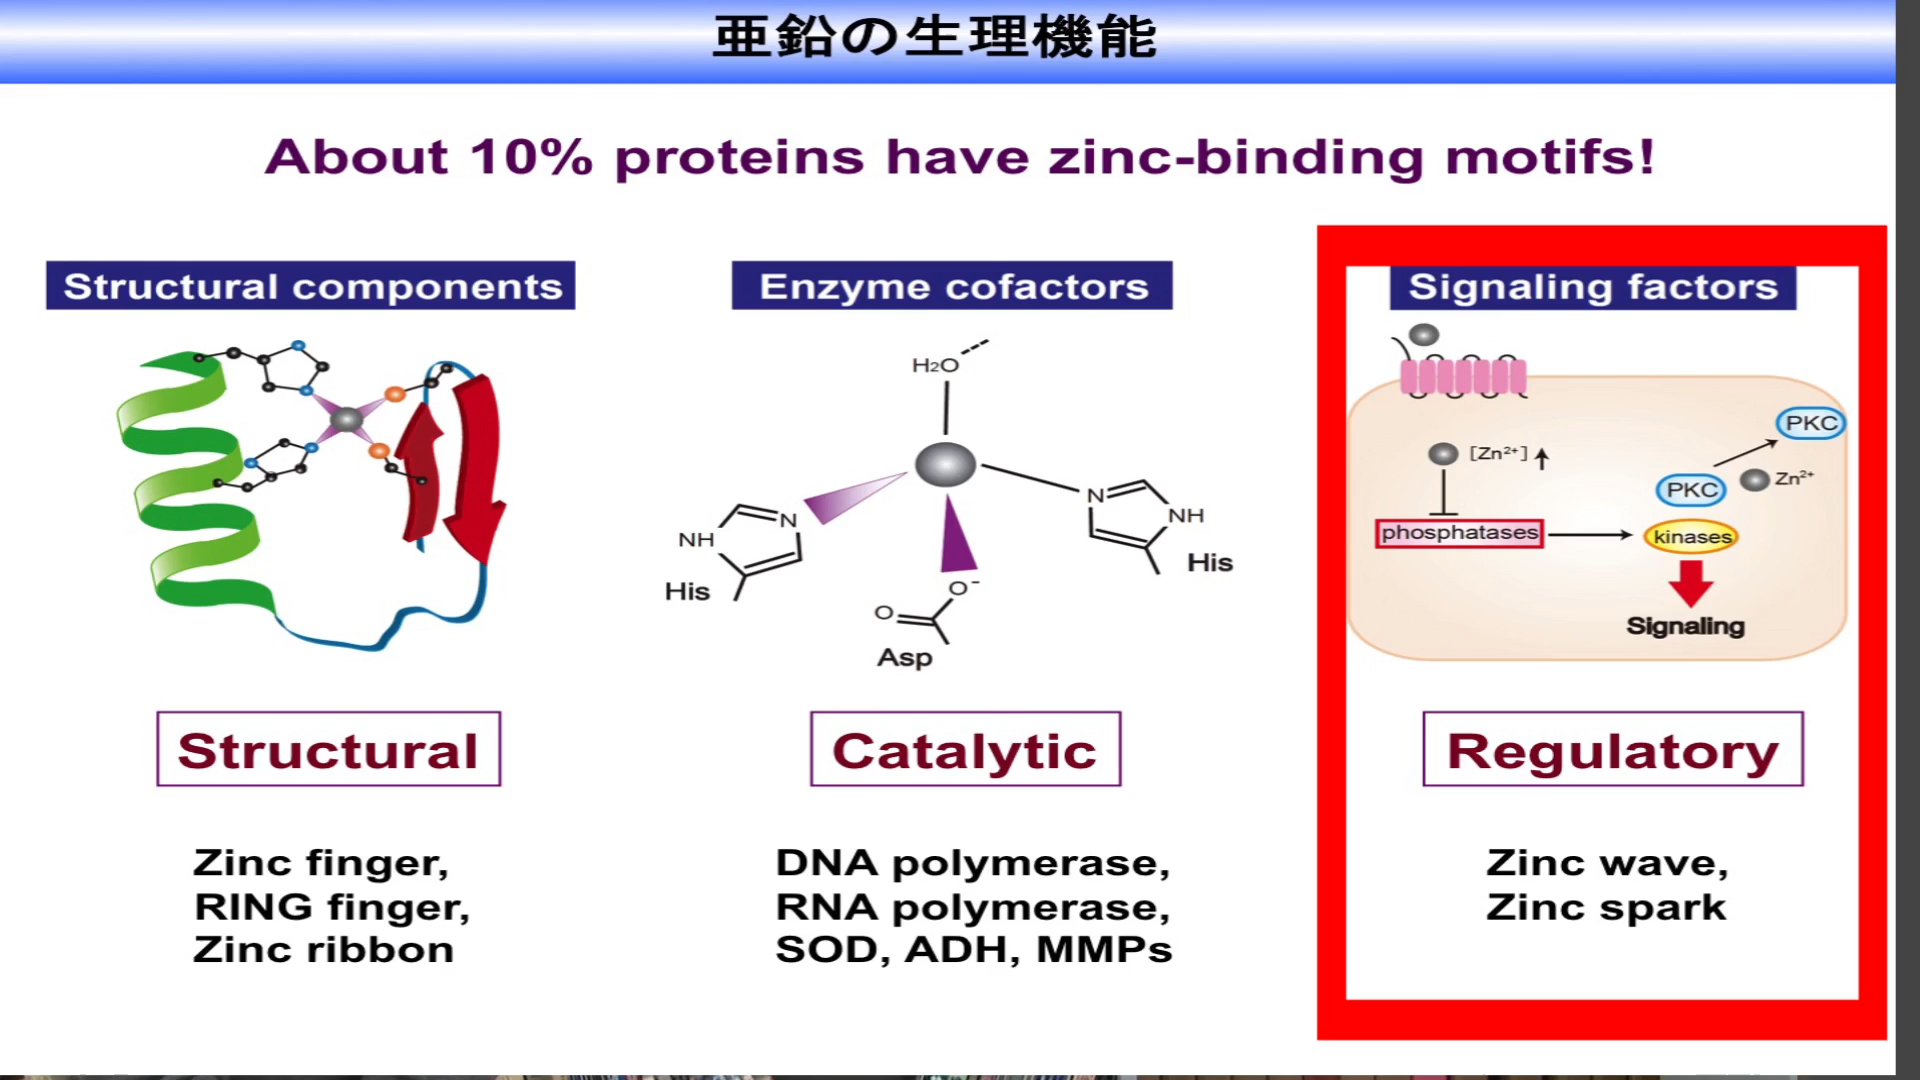 亜鉛の生理機能
About 10% proteins have zinc-binding motifs!
Structural components
Enzyme cofactors
H₂O
N
NH
His
N
NH
His
O⁻
O
Asp
Signaling factors
[Zn²⁺]
PKC
PKC
Zn²⁺
phosphatases
kinases
Signaling
Structural
Catalytic
Regulatory
Zinc finger,
RING finger,
Zinc ribbon
DNA polymerase,
RNA polymerase,
SOD, ADH, MMPs
Zinc wave,
Zinc spark